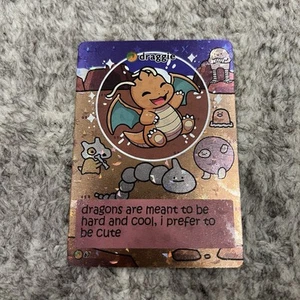 draggie
dragons are meant to be
hard and cool, i prefer to
be cute